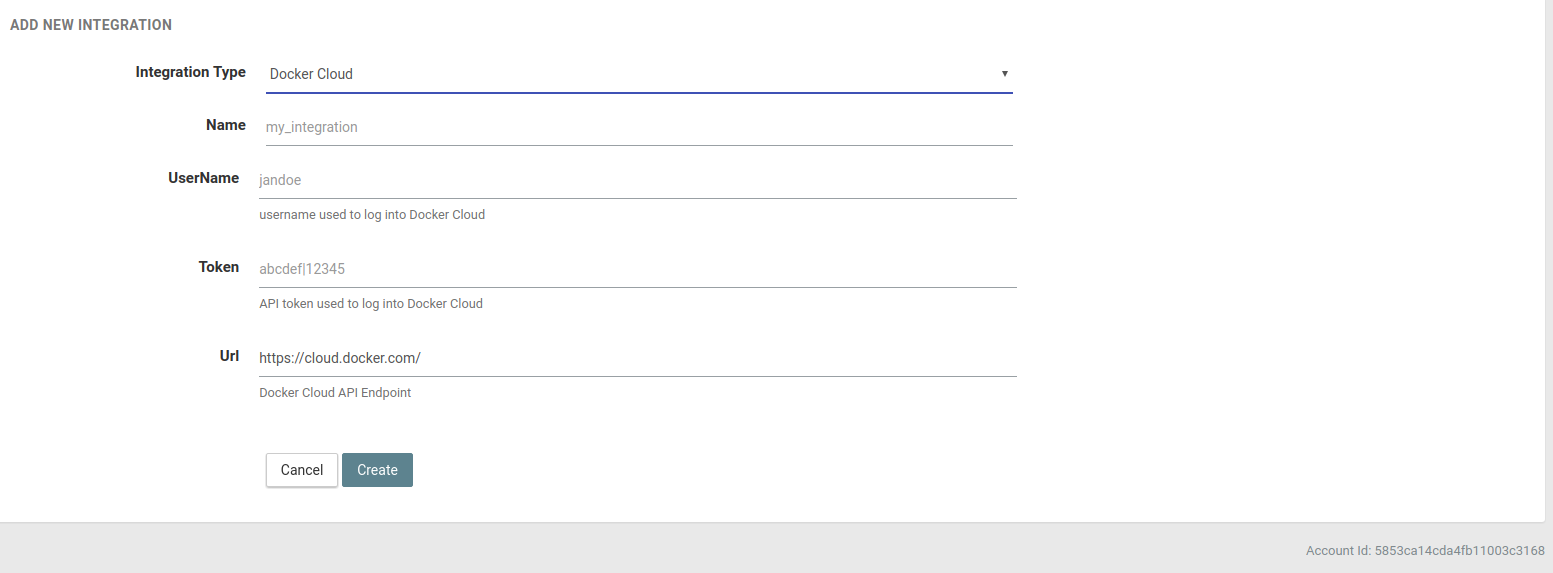 ADD NEW INTEGRATION
Integration Type Docker Cloud
Name my_integration
UserName jandoe
username used to log into Docker Cloud
Token abcdef|12345
API token used to log into Docker Cloud
Url https://cloud.docker.com/
Docker Cloud API Endpoint
Cancel Create
Account Id: 5853ca14cda4fb11003c3168